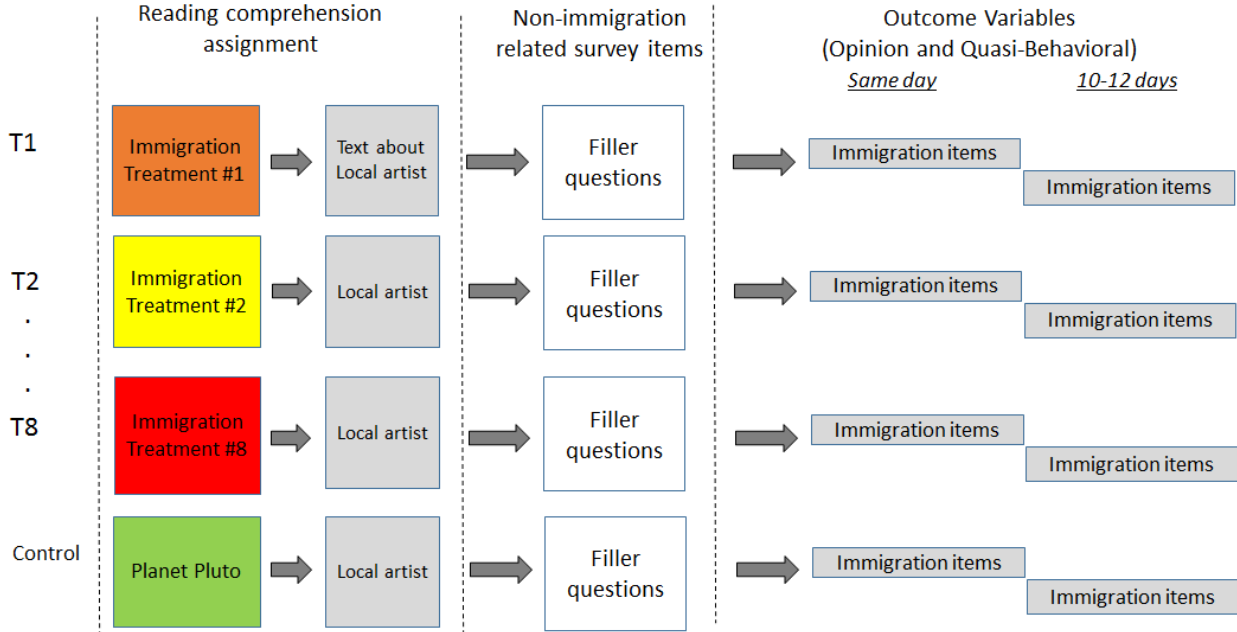 Reading comprehension
assignment
Non-immigration
related survey items
Outcome Variables
(Opinion and Quasi-Behavioral)
Same day
10-12 days
T1
Immigration
Treatment #1
Text about
Local artist
Filler
questions
Immigration items
Immigration items
T2
Immigration
Treatment #2
Local artist
Filler
questions
Immigration items
Immigration items
.
.
.
T8
Immigration
Treatment #8
Local artist
Filler
questions
Immigration items
Immigration items
Control
Planet Pluto
Local artist
Filler
questions
Immigration items
Immigration items